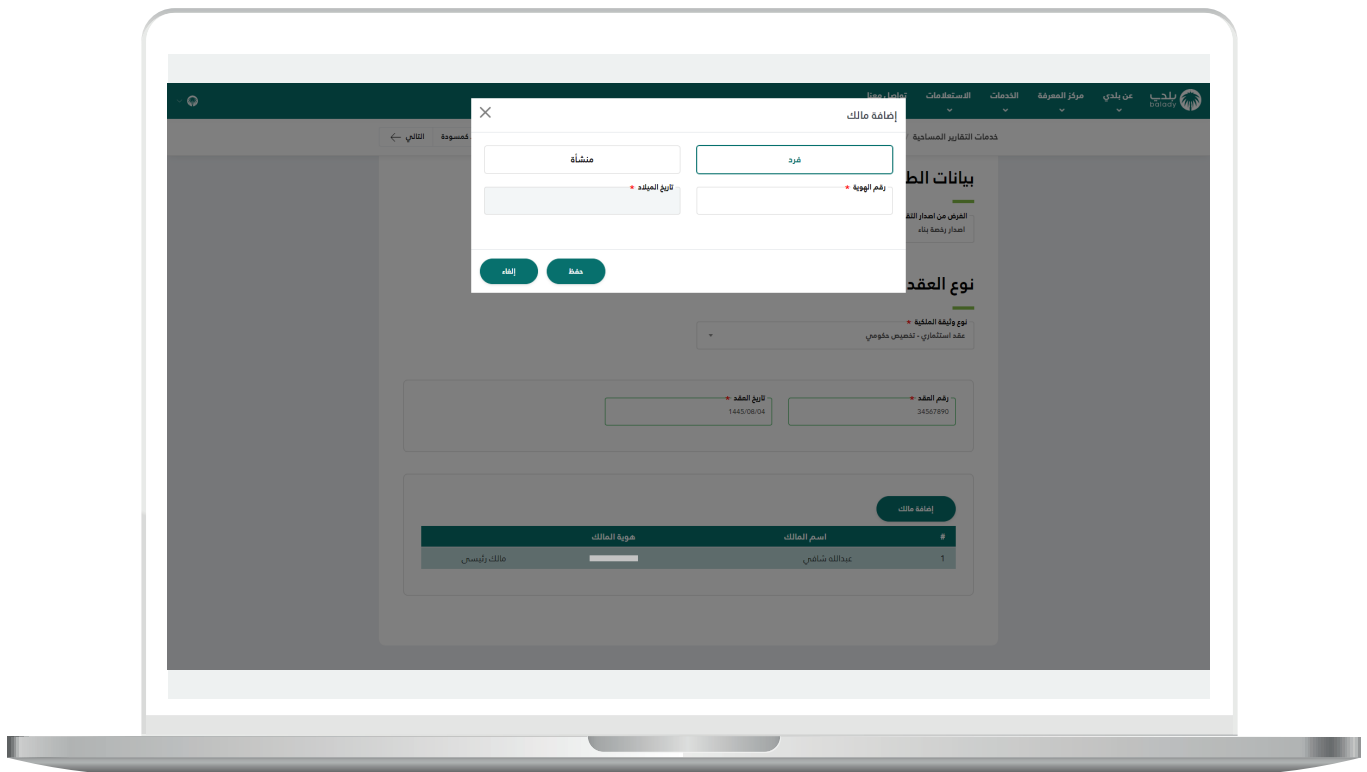 بلدي
balady
عن بلدي
مركز المعرفة
الخدمات
الاستعلامات
تواصل معنا
خدمات التقارير المساحية
كمسودة
التالي
إضافة مالك
فرد
منشأة
رقم الهوية *
تاريخ الميلاد *
حفظ
إلغاء
بيانات الط
الغرض من اصدار التق
اصدار رخصة بناء
نوع العقد
نوع وثيقة الملكية *
عقد استثماري - تخصيص حكومي
رقم العقد *
34567890
تاريخ العقد *
1445/08/04
إضافة مالك
# اسم المالك هوية المالك
1 عبدالله شافي مالك رئيسي